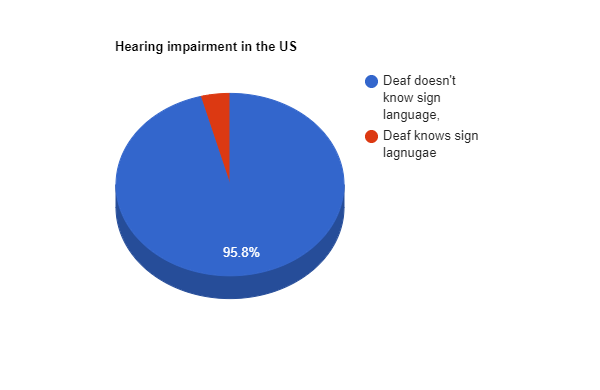 Hearing impairment in the US
Deaf doesn't
know sign
language,
Deaf knows sign
lagnugae
95.8%